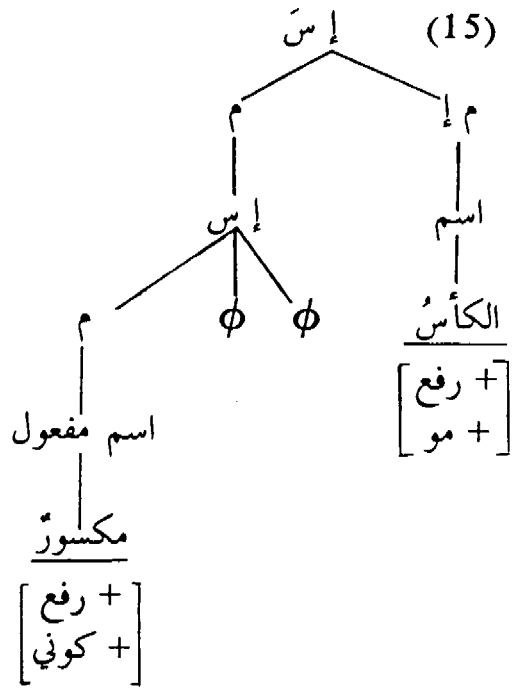 (15) إ سَ
م إ م
اسم إ س
الكأسُ ϕ ϕ م
+ رفع
+ مو
اسم مفعول
مكسورٌ
+ رفع
+ كوني